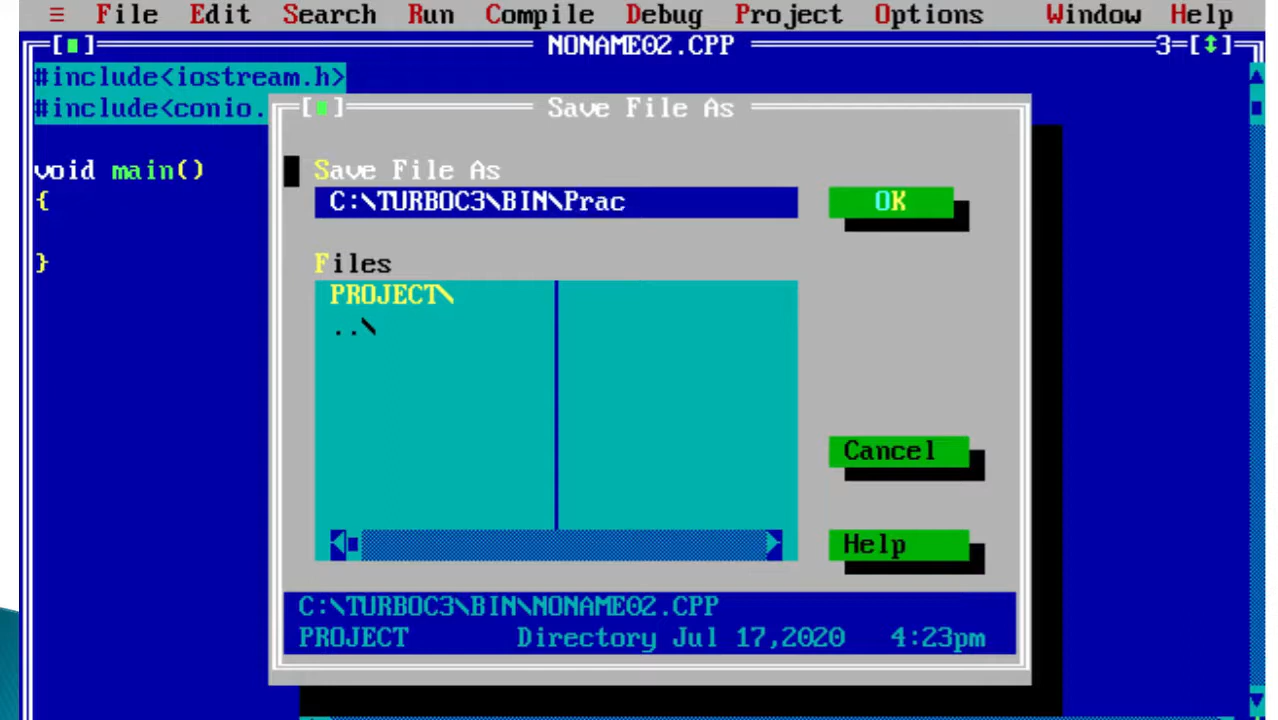 ≡ File Edit Search Run Compile Debug Project Options Window Help
[■] NONAME02.CPP 3=[↕]
#include<iostream.h>
#include<conio.
[■] Save File As
void main()
Save File As
{
C:\TURBOC3\BIN\Prac
OK
}
Files
PROJECT\
..\
Cancel
Help
C:\TURBOC3\BIN\NONAME02.CPP
PROJECT Directory Jul 17,2020 4:23pm